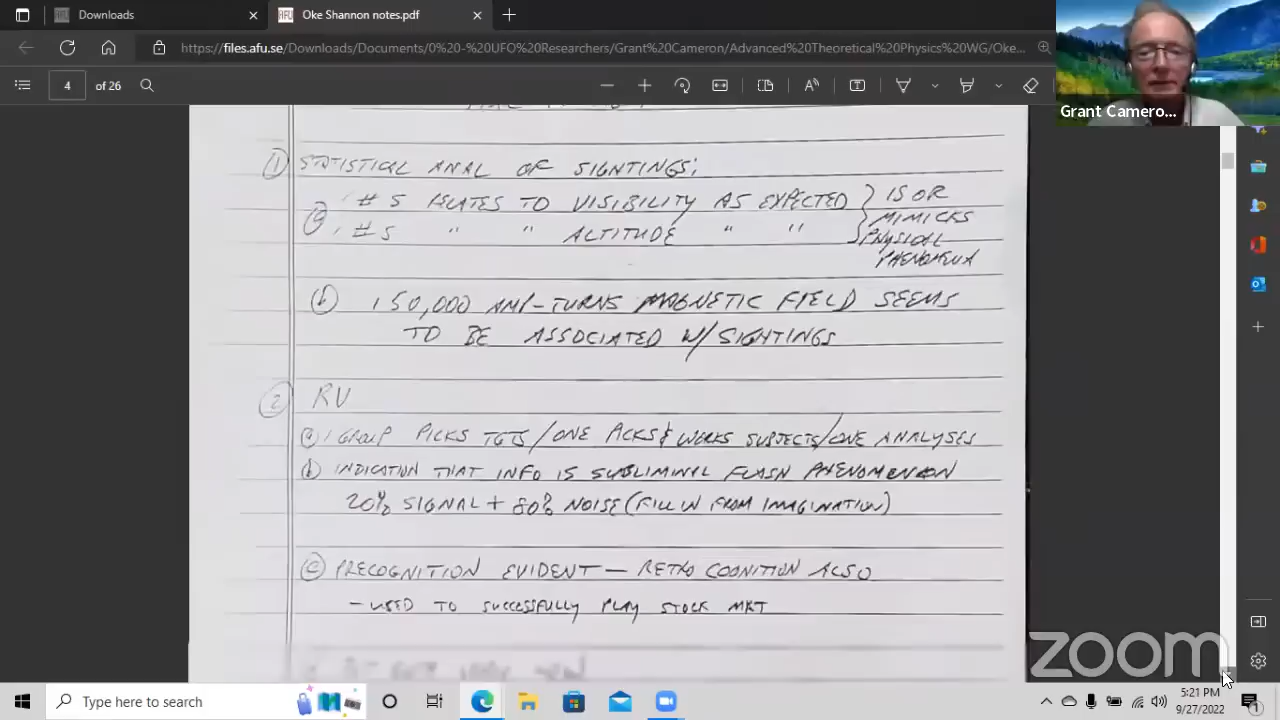 Downloads
Oke Shannon notes.pdf
https://files.afu.se/Downloads/Documents/0%20-%20UFO%20Researchers/Grant%20Cameron/Advanced%20Theoretical%20Physics%20WG/Oke...
4 of 26
Grant Camero...
① STATISTICAL ANAL OF SIGHTINGS;
ⓐ # S RELATES TO VISIBILITY AS EXPECTED } IS OR
# S " " ALTITUDE " " MIMICKS
PHYSICAL
PHENOMENA
ⓑ 150,000 AMP-TURNS MAGNETIC FIELD SEEMS
TO BE ASSOCIATED W/SIGHTINGS
② RV
ⓐ 1 GROUP PICKS TGTS/ONE PICKS & WORKS SUBJECTS/ONE ANALYSES
ⓑ INDICATION THAT INFO IS SUBLIMINAL FLASH PHENOMENON
20% SIGNAL + 80% NOISE (FILL IN FROM IMAGINATION)
ⓒ PRECOGNITION EVIDENT — RETRO COGNITION ALSO
- USED TO SUCCESSFULLY PLAY STOCK MKT
zoom
Type here to search
5:21 PM
9/27/2022